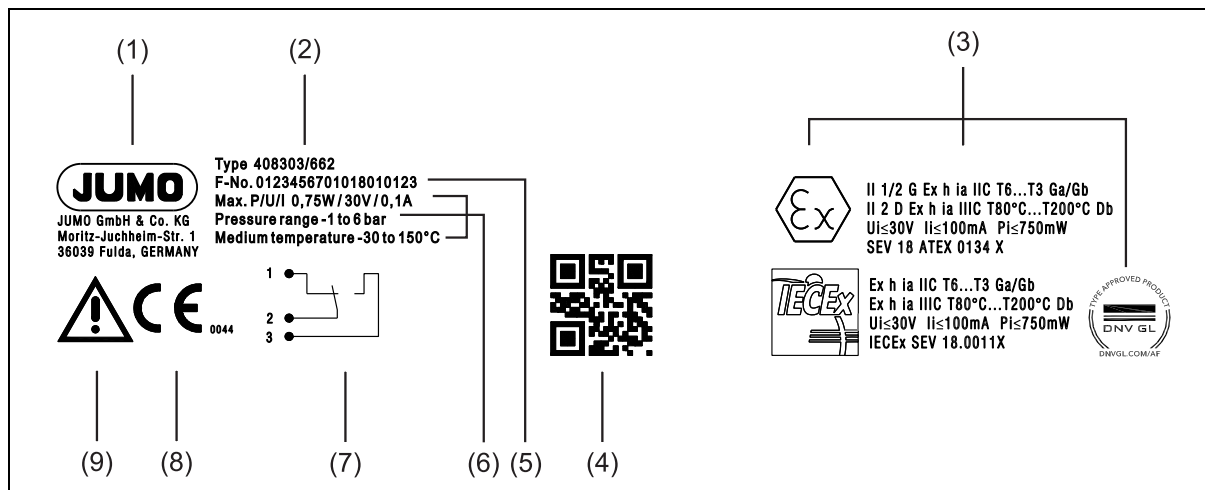 (1)
(2)
(3)
JUMO
JUMO GmbH & Co. KG
Moritz-Juchheim-Str. 1
36039 Fulda, GERMANY
Type 408303/662
F-No. 0123456701018010123
Max. P/U/I 0,75W/30V/0,1A
Pressure range -1 to 6 bar
Medium temperature -30 to 150°C
Ex
II 1/2 G Ex h ia IIC T6...T3 Ga/Gb
II 2 D Ex h ia IIIC T80°C...T200°C Db
Ui≤30V Ii≤100mA Pi≤750mW
SEV 18 ATEX 0134 X
CE 0044
1
2
3
IECEx
Ex h ia IIC T6...T3 Ga/Gb
Ex h ia IIIC T80°C...T200°C Db
Ui≤30V Ii≤100mA Pi≤750mW
IECEx SEV 18.0011X
TYPE APPROVED PRODUCT
DNV GL
DNVGL.COM/AF
(9)
(8)
(7)
(6)
(5)
(4)